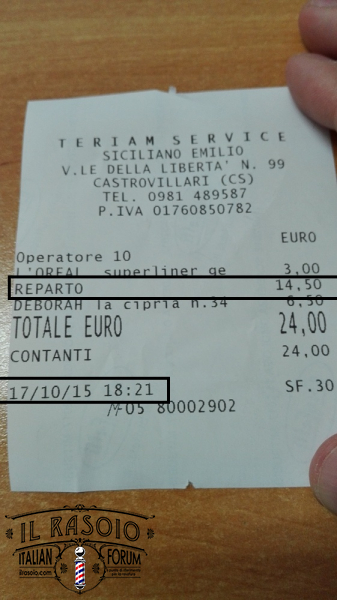 TERIAM SERVICE
SICILIANO EMILIO
V.LE DELLA LIBERTA' N. 99
CASTROVILLARI (CS)
TEL. 0981 489587
P.IVA 01760850782
EURO
Operatore 10
L'OREAL superliner ge 3,00
REPARTO 14,50
DEBORAH la cipria n.34 6,50
TOTALE EURO 24,00
CONTANTI 24,00
17/10/15 18:21 SF.30
05 80002902
IL RASOIO
ITALIAN FORUM
ilrasoio.com